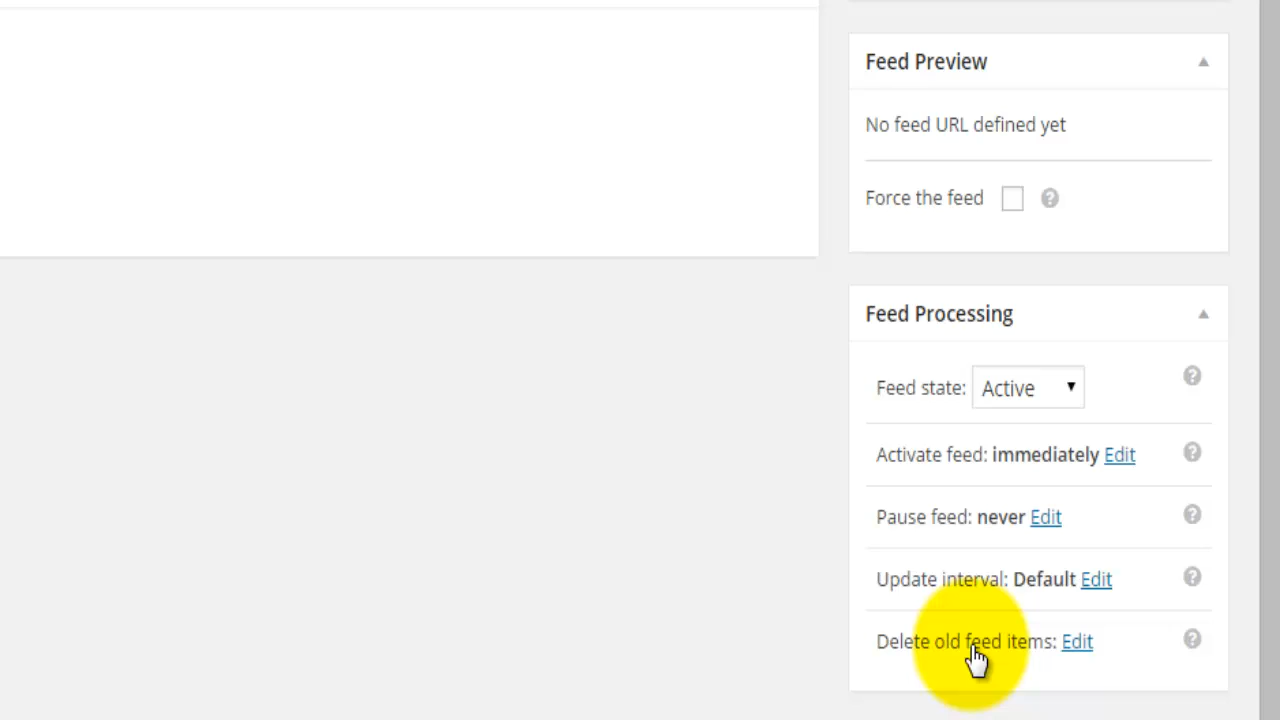 Feed Preview
No feed URL defined yet
Force the feed
Feed Processing
Feed state: Active
Activate feed: immediately Edit
Pause feed: never Edit
Update interval: Default Edit
Delete old feed items: Edit